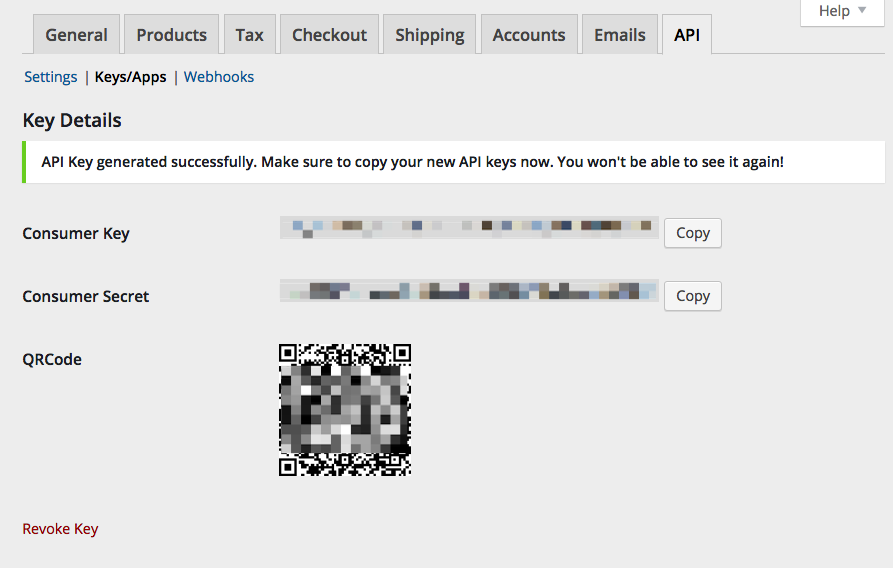 Help
General Products Tax Checkout Shipping Accounts Emails API
Settings | Keys/Apps | Webhooks
Key Details
API Key generated successfully. Make sure to copy your new API keys now. You won't be able to see it again!
Consumer Key Copy
Consumer Secret Copy
QRCode
Revoke Key